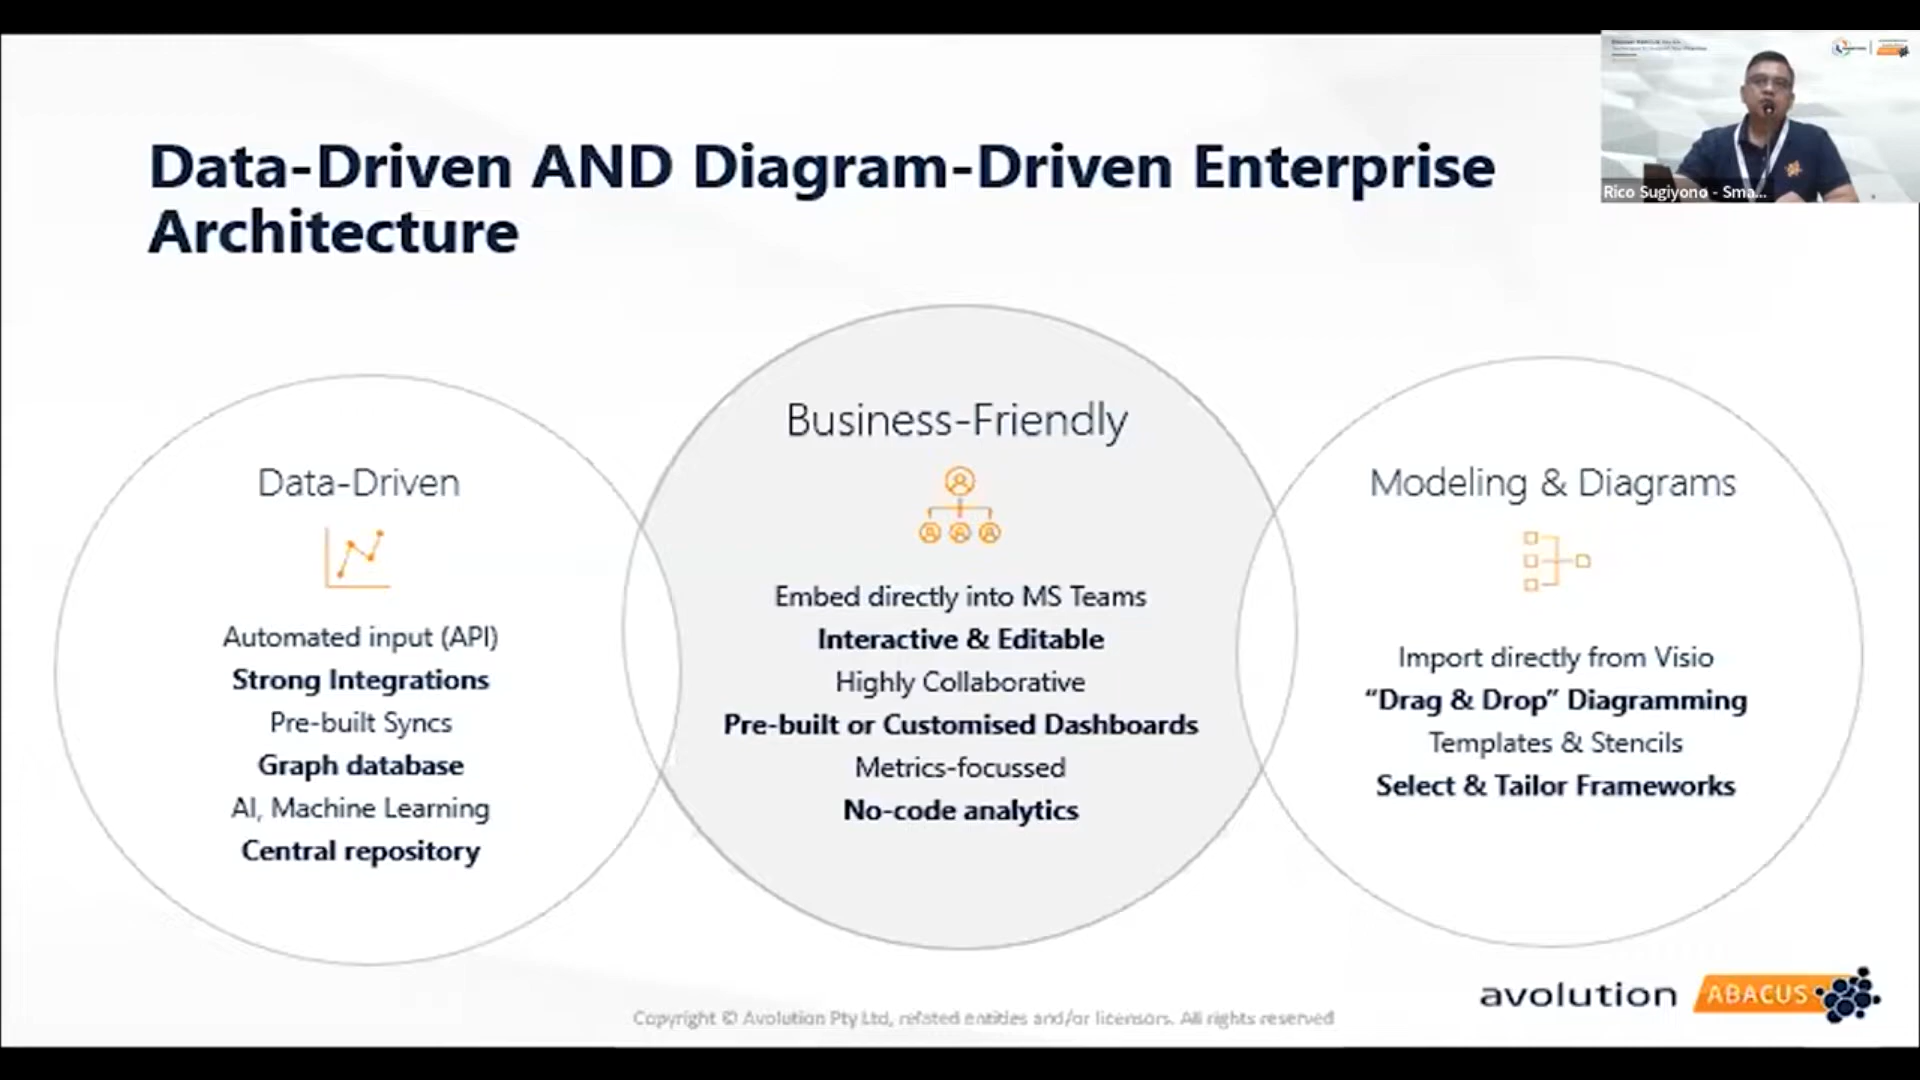 Data-Driven AND Diagram-Driven Enterprise
Architecture
Rico Sugiyono - Sma...
Data-Driven
Automated input (API)
Strong Integrations
Pre-built Syncs
Graph database
AI, Machine Learning
Central repository
Business-Friendly
Embed directly into MS Teams
Interactive & Editable
Highly Collaborative
Pre-built or Customised Dashboards
Metrics-focussed
No-code analytics
Modeling & Diagrams
Import directly from Visio
“Drag & Drop” Diagramming
Templates & Stencils
Select & Tailor Frameworks
avolution ABACUS
Copyright © Avolution Pty Ltd, related entities and/or licensors. All rights reserved